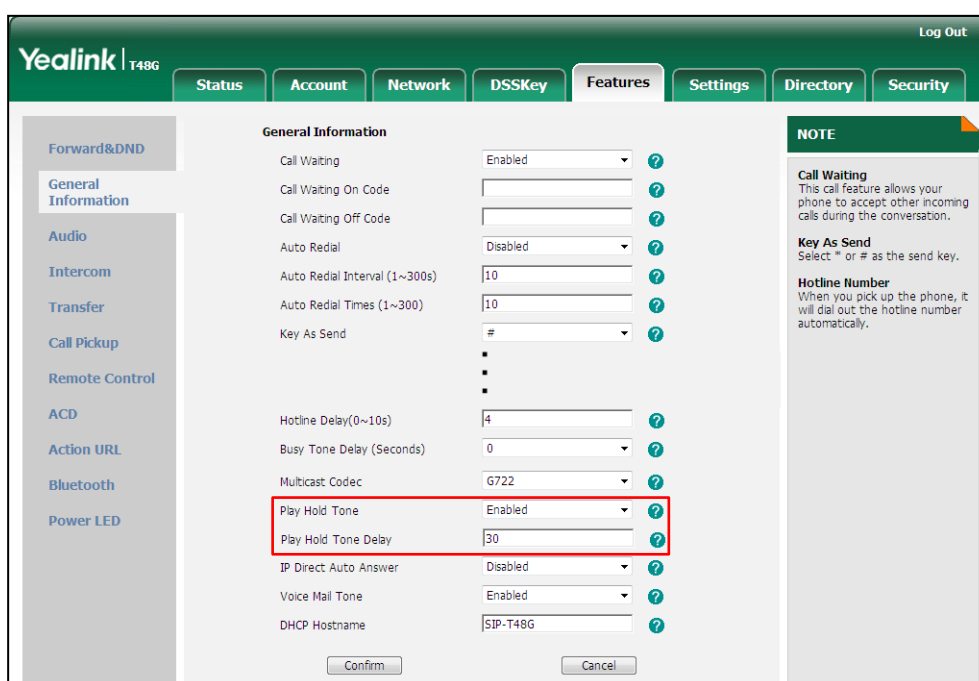 Log Out
Yealink | T48G
Status Account Network DSSKey Features Settings Directory Security
Forward&DND
General
Information
Audio
Intercom
Transfer
Call Pickup
Remote Control
ACD
Action URL
Bluetooth
Power LED
General Information
Call Waiting Enabled ?
Call Waiting On Code ?
Call Waiting Off Code ?
Auto Redial Disabled ?
Auto Redial Interval (1~300s) 10 ?
Auto Redial Times (1~300) 10 ?
Key As Send # ?
Hotline Delay(0~10s) 4 ?
Busy Tone Delay (Seconds) 0 ?
Multicast Codec G722 ?
Play Hold Tone Enabled ?
Play Hold Tone Delay 30 ?
IP Direct Auto Answer Disabled ?
Voice Mail Tone Enabled ?
DHCP Hostname SIP-T48G ?
Confirm Cancel
NOTE
Call Waiting
This call feature allows your
phone to accept other incoming
calls during the conversation.
Key As Send
Select * or # as the send key.
Hotline Number
When you pick up the phone, it
will dial out the hotline number
automatically.